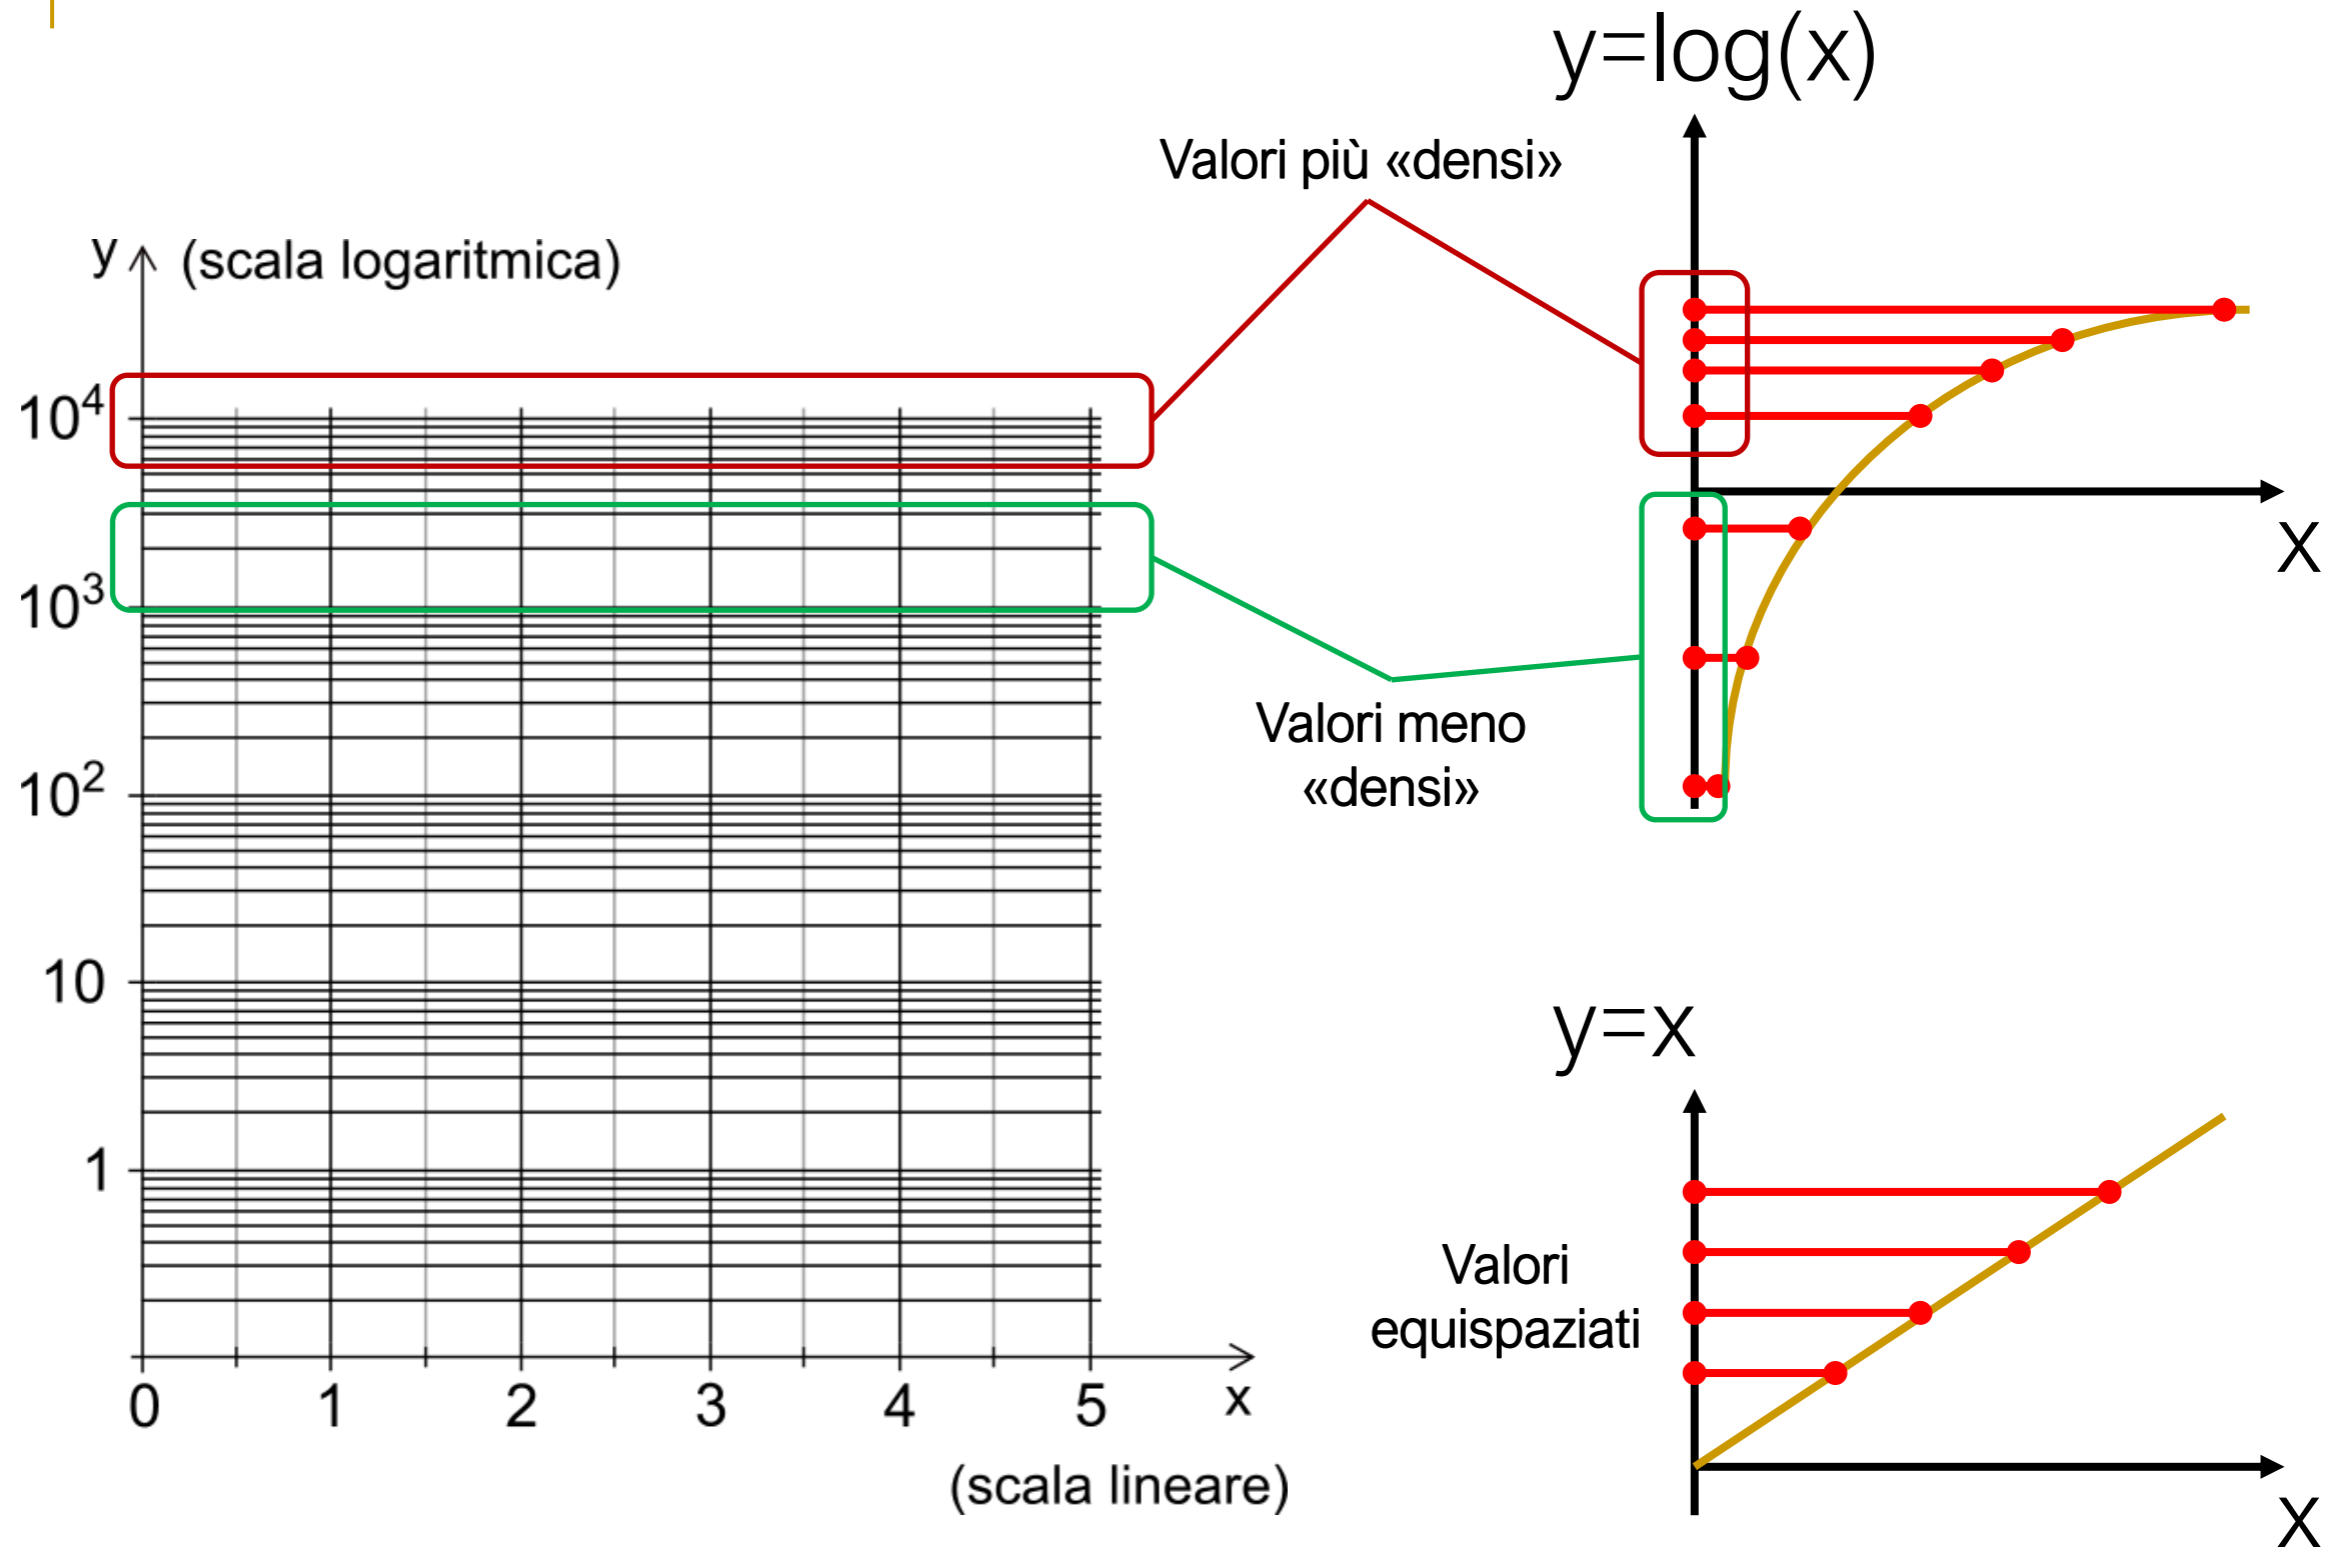 y=log(x)
Valori più «densi»
y (scala logaritmica)
10⁴
10³
10²
10
1
0 1 2 3 4 5 x
(scala lineare)
x
Valori meno
«densi»
y=x
Valori
equispaziati
x